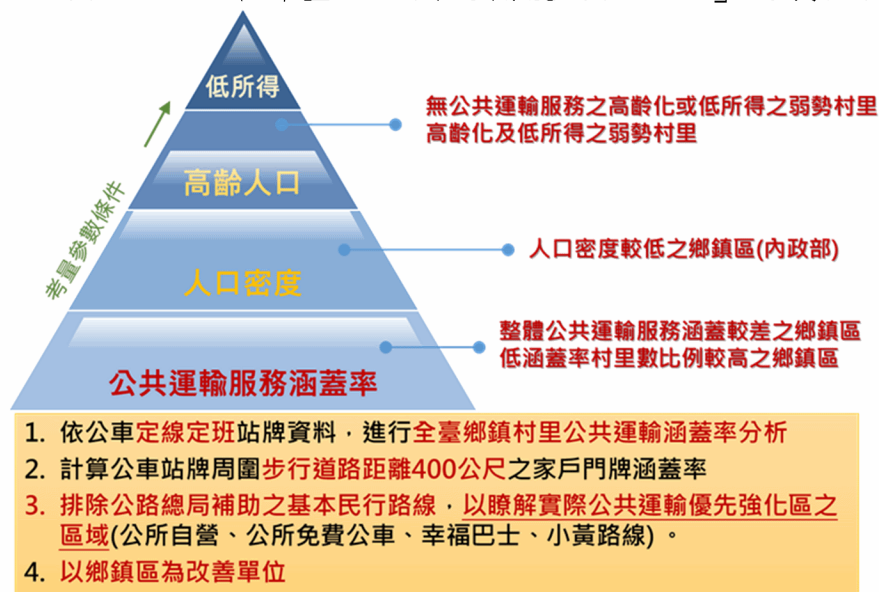 低所得
無公共運輸服務之高齡化或低所得之弱勢村里
高齡化及低所得之弱勢村里
高齡人口
考量參數條件
人口密度較低之鄉鎮區(內政部)
人口密度
整體公共運輸服務涵蓋較差之鄉鎮區
低涵蓋率村里數比例較高之鄉鎮區
公共運輸服務涵蓋率
1. 依公車定線定班站牌資料，進行全臺鄉鎮村里公共運輸涵蓋率分析
2. 計算公車站牌周圍步行道路距離400公尺之家戶門牌涵蓋率
3. 排除公路總局補助之基本民行路線，以瞭解實際公共運輸優先強化區之
區域(公所自營、公所免費公車、幸福巴士、小黃路線) 。
4. 以鄉鎮區為改善單位